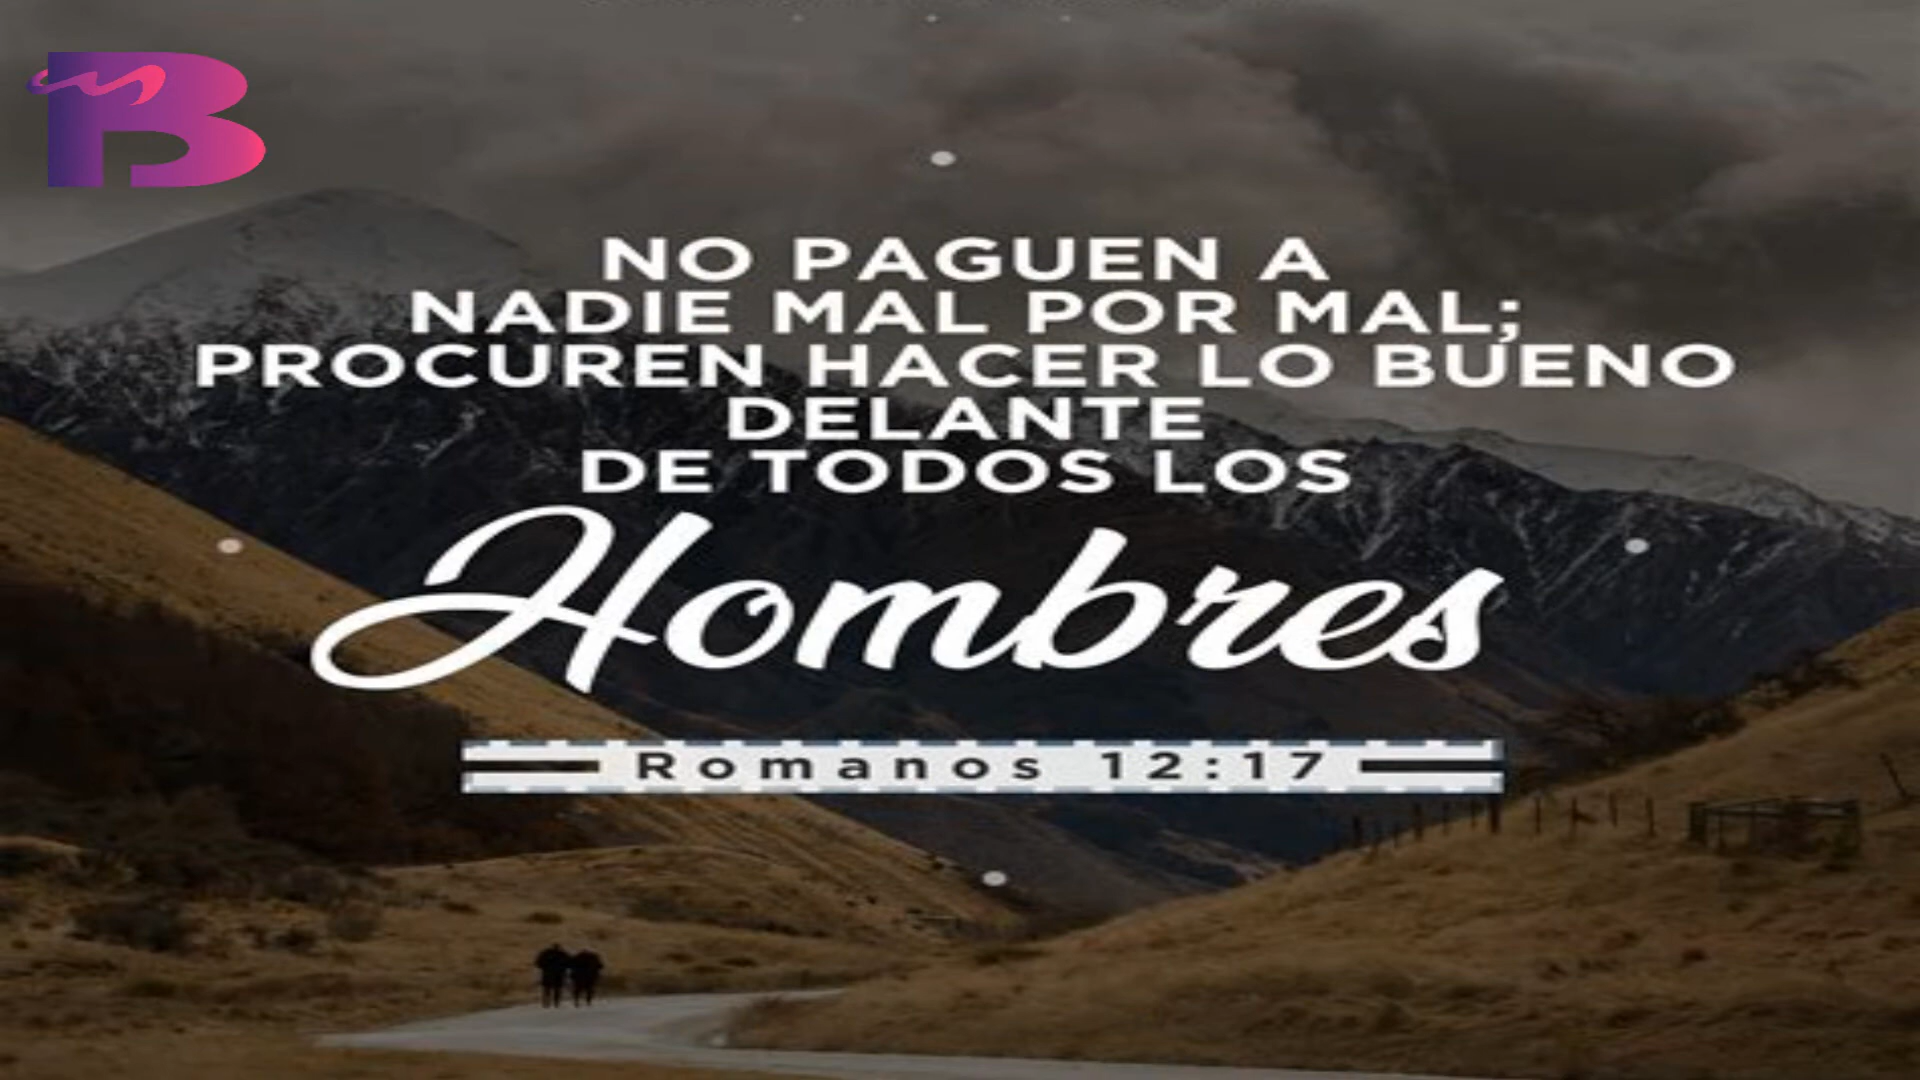 B
NO PAGUEN A
NADIE MAL POR MAL;
PROCUREN HACER LO BUENO
DELANTE
DE TODOS LOS
Hombres
Romanos 12:17